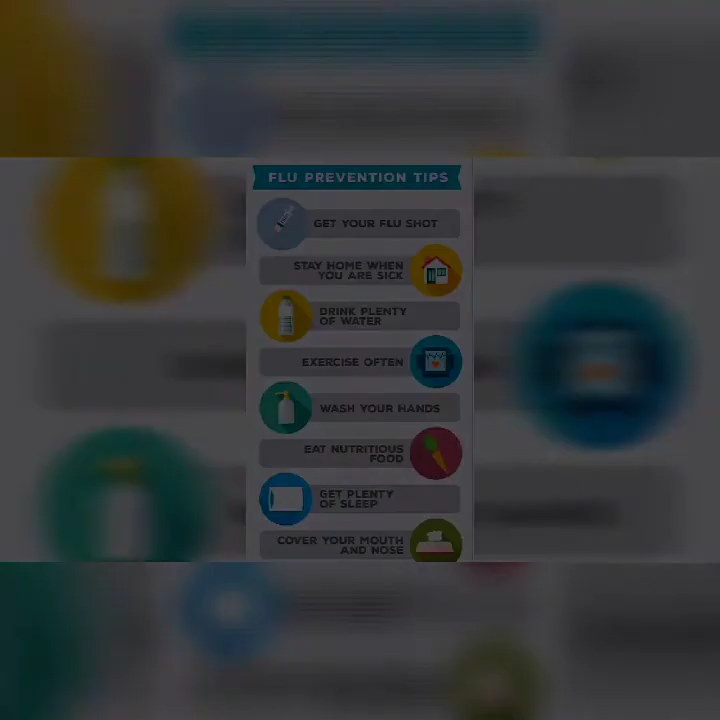 FLU PREVENTION TIPS
GET YOUR FLU SHOT
STAY HOME WHEN
YOU ARE SICK
DRINK PLENTY
OF WATER
EXERCISE OFTEN
WASH YOUR HANDS
EAT NUTRITIOUS
FOOD
GET PLENTY
OF SLEEP
COVER YOUR MOUTH
AND NOSE